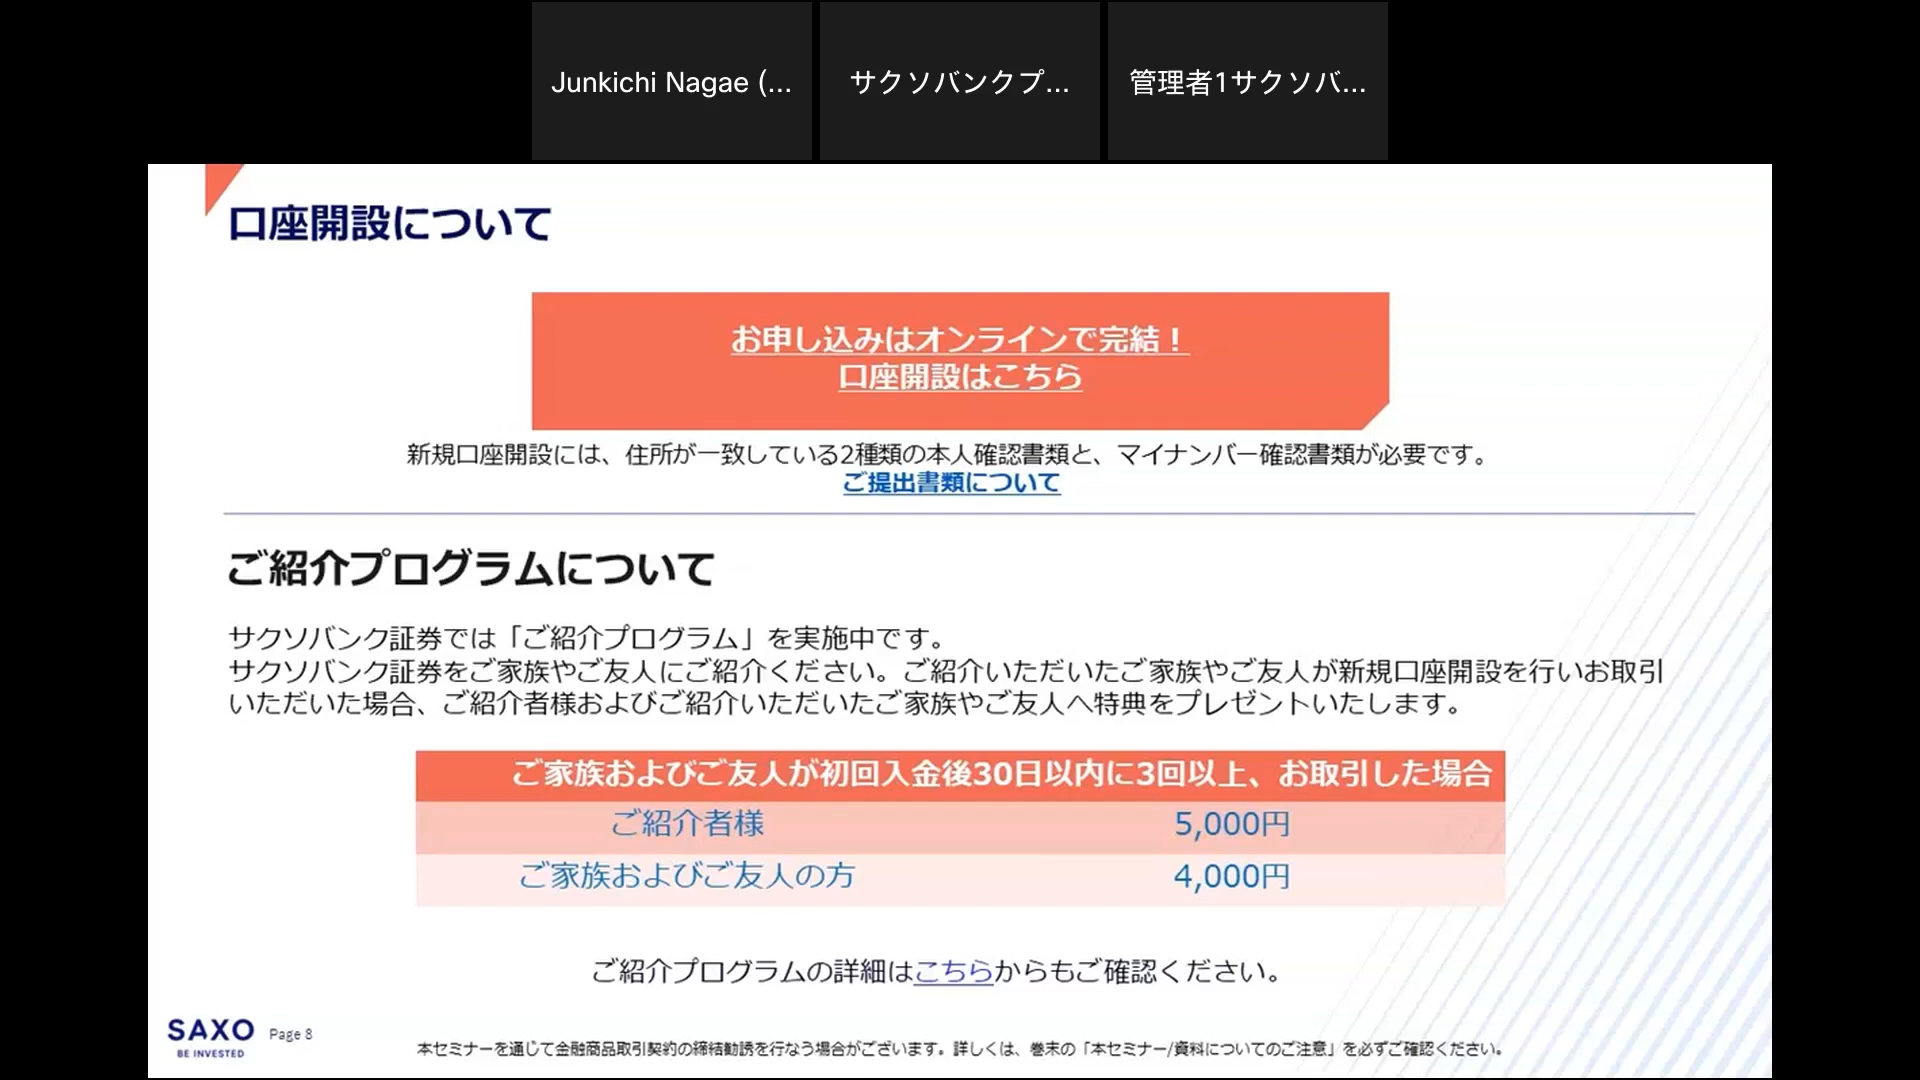 Junkichi Nagae (...
サクソバンクプ...
管理者1サクソバ...
口座開設について
お申し込みはオンラインで完結！
口座開設はこちら
新規口座開設には、住所が一致している2種類の本人確認書類と、マイナンバー確認書類が必要です。
ご提出書類について
ご紹介プログラムについて
サクソバンク証券では「ご紹介プログラム」を実施中です。
サクソバンク証券をご家族やご友人にご紹介ください。ご紹介いただいたご家族やご友人が新規口座開設を行いお取引
いただいた場合、ご紹介者様およびご紹介いただいたご家族やご友人へ特典をプレゼントいたします。
ご家族およびご友人が初回入金後30日以内に3回以上、お取引した場合
ご紹介者様 5,000円
ご家族およびご友人の方 4,000円
ご紹介プログラムの詳細はこちらからもご確認ください。
SAXO
BE INVESTED
Page 8
本セミナーを通じて金融商品取引契約の締結勧誘を行なう場合がございます。詳しくは、巻末の「本セミナー/資料についてのご注意」を必ずご確認ください。